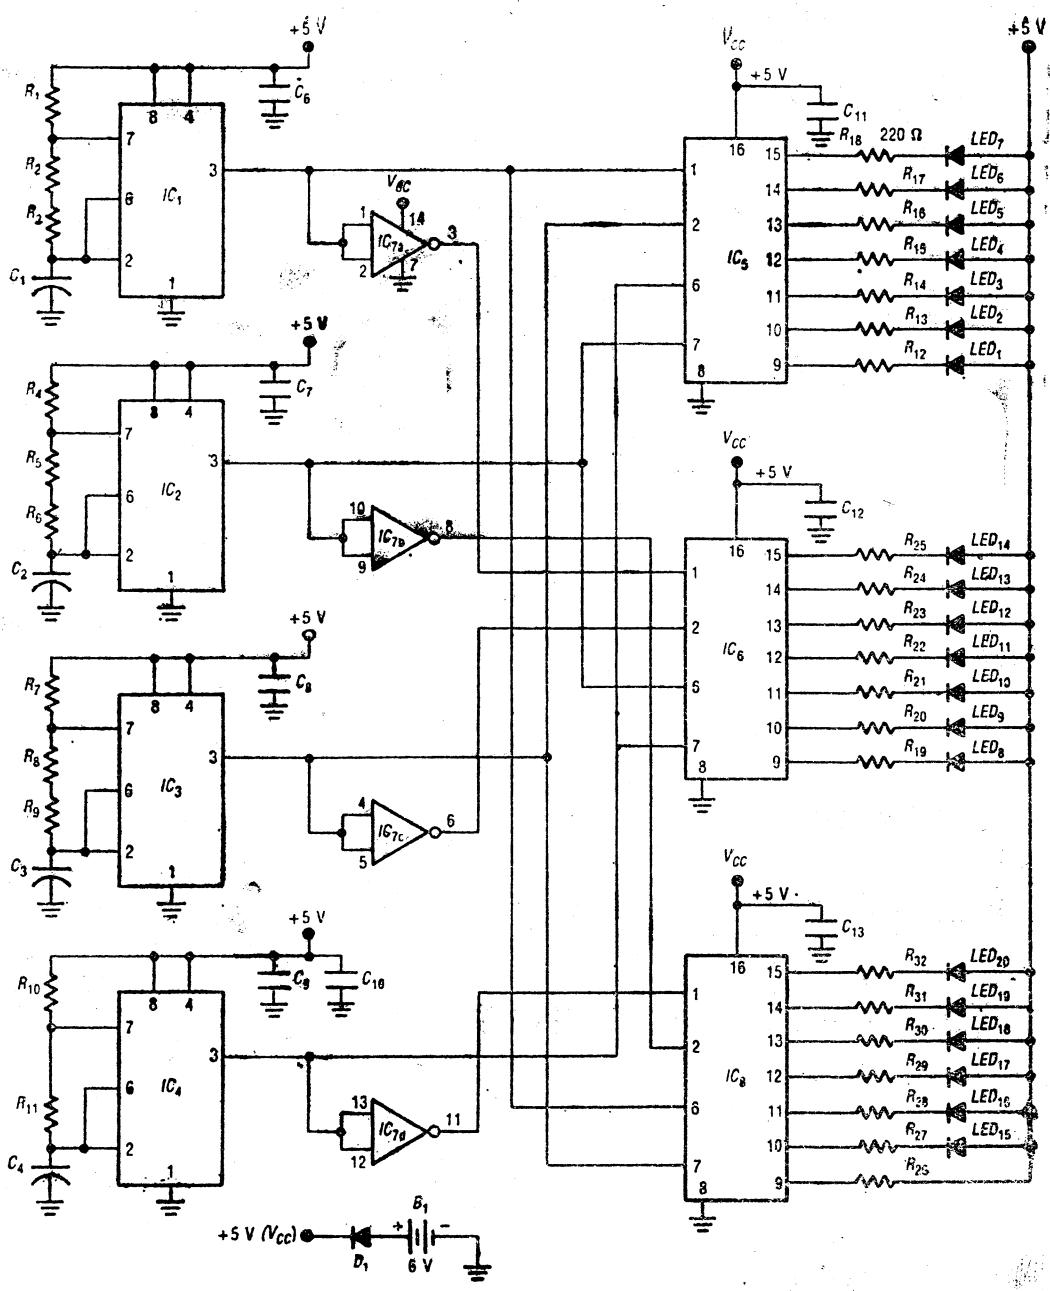 +5 V
R1
C6
8
4
7
R2
6
3
IC1
R2
2
C1
1
VCC
14
1
IC7a
3
2
7
+5 V
R4
C7
8
4
7
R5
6
3
IC2
R6
2
C2
1
10
IC7b
8
9
+5 V
R7
C8
8
4
7
R8
6
3
IC3
R9
2
C3
1
4
IC7c
6
5
+5 V
R10
C9
C10
8
4
7
6
3
IC4
R11
2
C4
1
13
IC7d
11
12
+5 V (VCC)
D1
+
B1
-
6 V
VCC
+5 V
C11
16
1
2
6
7
8
IC5
15
R18
220 Ω
LED7
14
R17
LED6
13
R16
LED5
12
R15
LED4
11
R14
LED3
10
R13
LED2
9
R12
LED1
+5 V
VCC
+5 V
C12
16
1
2
7
8
IC6
15
R25
LED14
14
R24
LED13
13
R23
LED12
12
R22
LED11
11
R21
LED10
10
R20
LED9
9
R19
LED8
VCC
+5 V
C13
16
1
2
6
7
8
IC8
15
R32
LED20
14
R31
LED19
13
R30
LED18
12
R29
LED17
11
R28
LED16
10
R27
LED15
9
R26